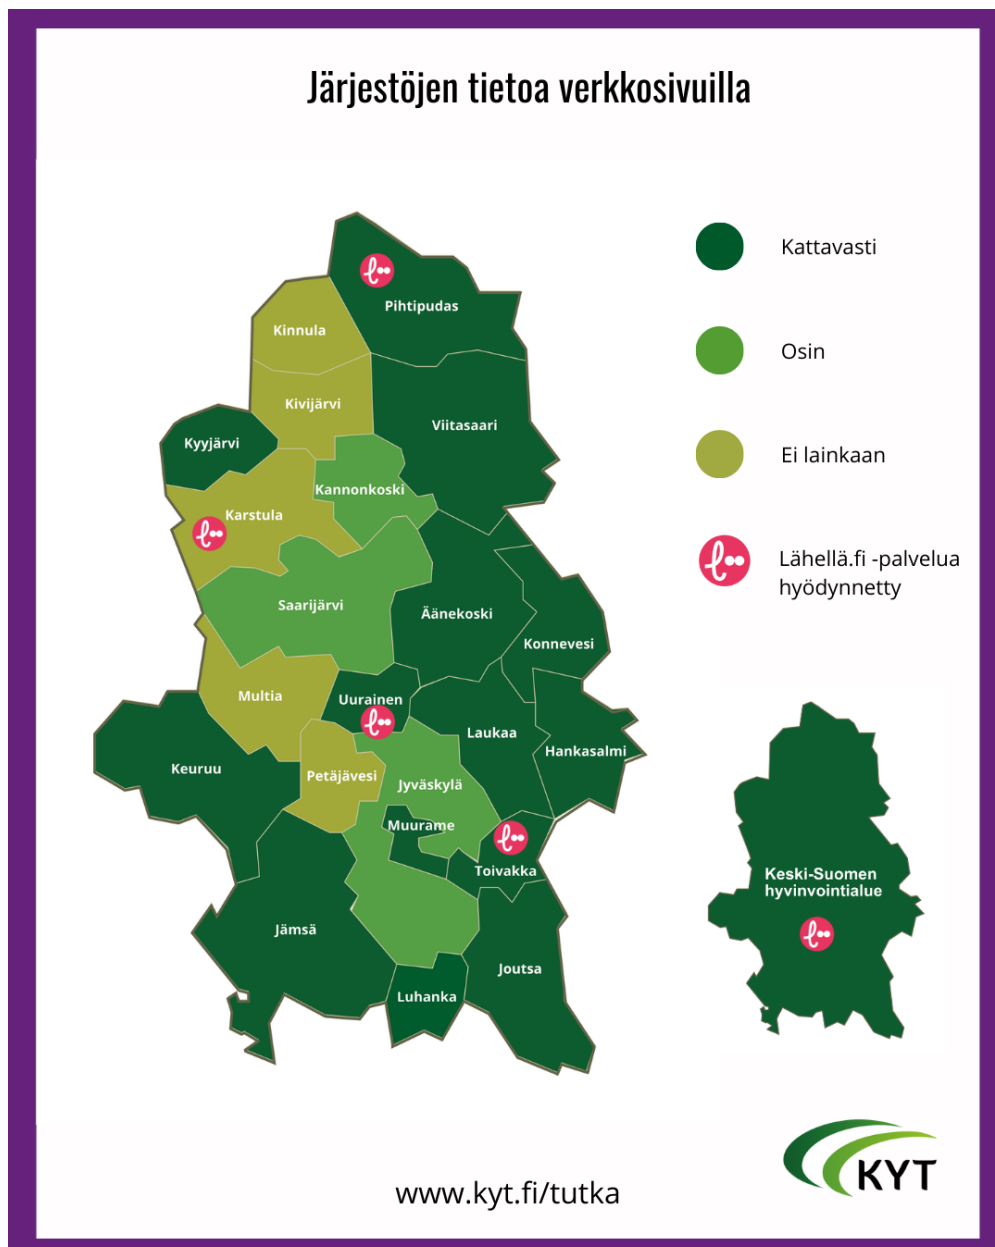 Järjestöjen tietoa verkkosivuilla
Kattavasti
Osin
Ei lainkaan
Lähellä.fi -palvelua
hyödynnetty
Pihtipudas
Kinnula
Kivijärvi
Viitasaari
Kyyjärvi
Kannonkoski
Karstula
Saarijärvi
Äänekoski
Konnevesi
Multia
Uurainen
Laukaa
Hankasalmi
Keuruu
Petäjävesi
Jyväskylä
Muurame
Toivakka
Jämsä
Joutsa
Luhanka
Keski-Suomen
hyvinvointialue
KYT
www.kyt.fi/tutka